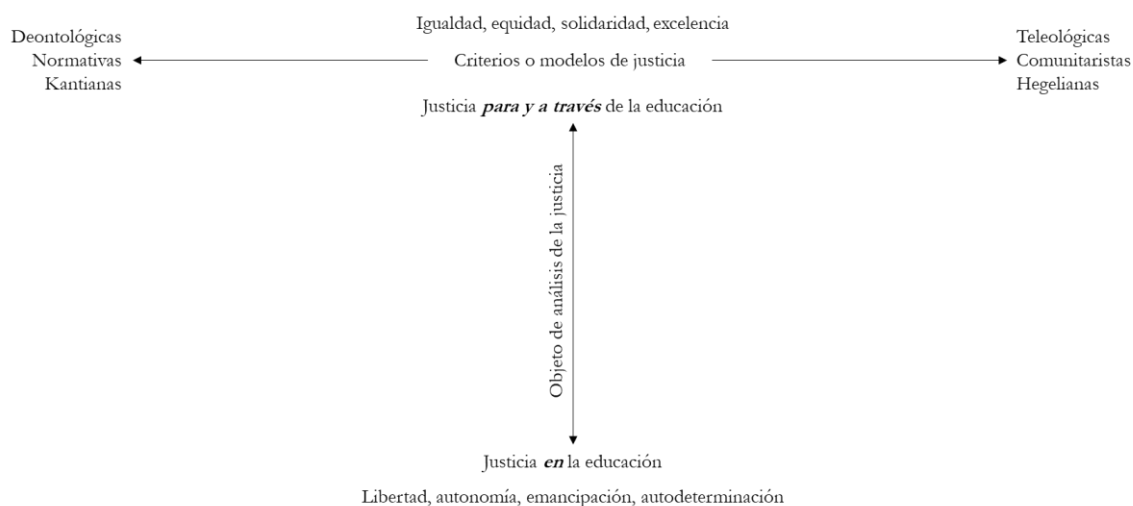 Igualdad, equidad, solidaridad, excelencia
Deontológicas
Normativas
Kantianas
Criterios o modelos de justicia
Teleológicas
Comunitaristas
Hegelianas
Justicia para y a través de la educación
Objeto de análisis de la justicia
Justicia en la educación
Libertad, autonomía, emancipación, autodeterminación